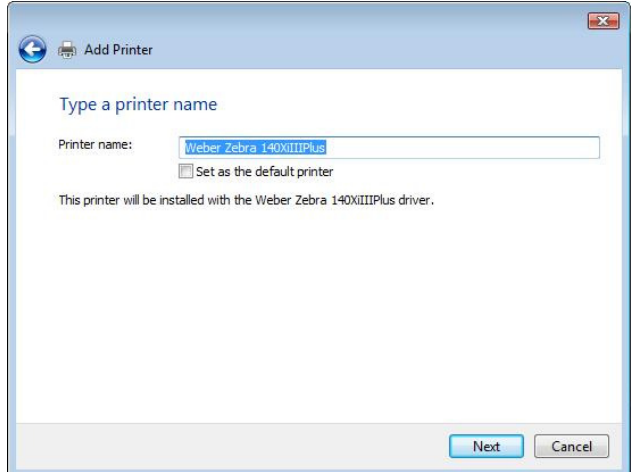 Add Printer
Type a printer name
Printer name: Weber Zebra 140XiIIIPlus
Set as the default printer
This printer will be installed with the Weber Zebra 140XiIIIPlus driver.
Next Cancel